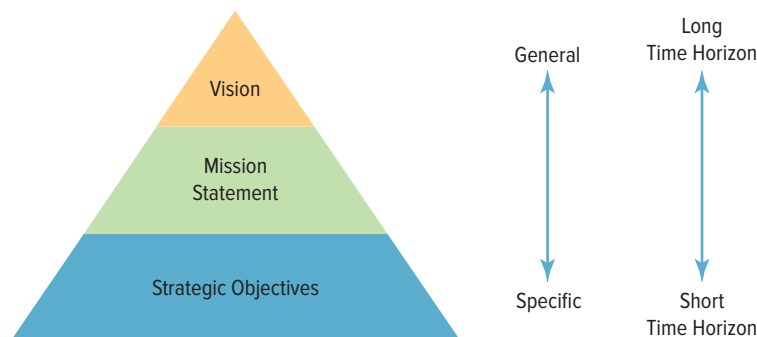 Vision
Mission
Statement
Strategic Objectives
General
Specific
Long
Time Horizon
Short
Time Horizon